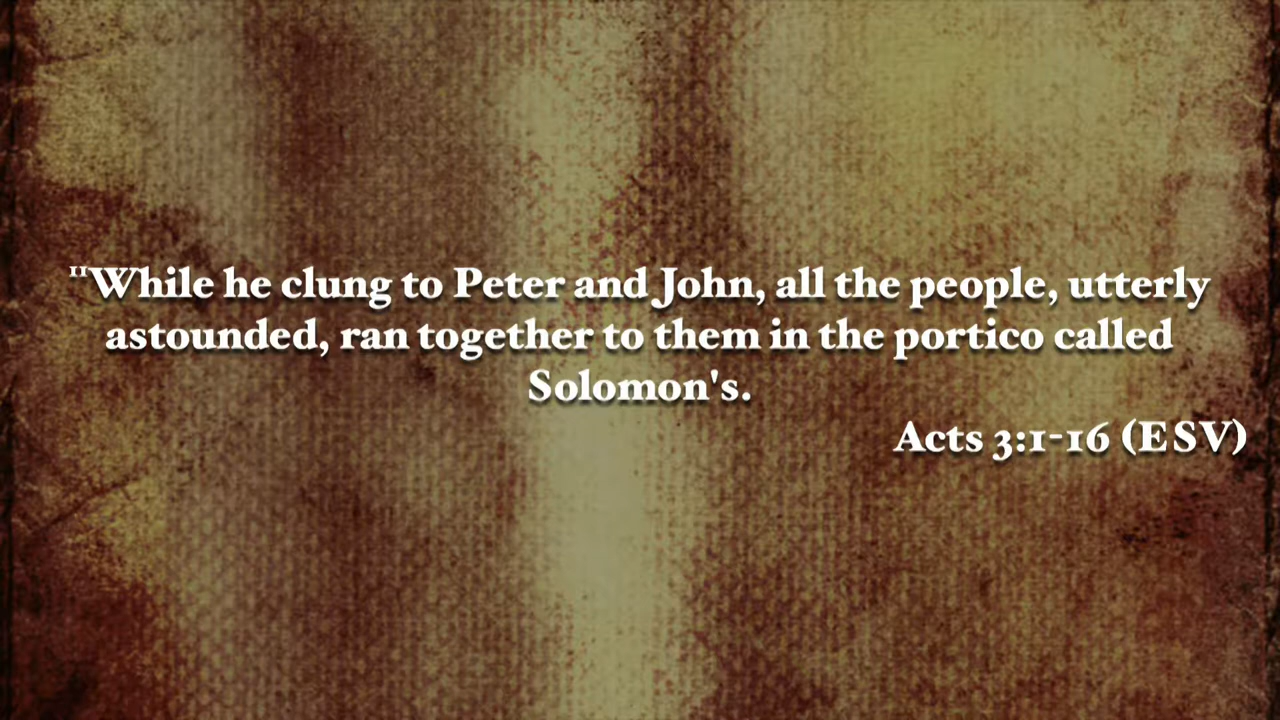 ¹¹While he clung to Peter and John, all the people, utterly
astounded, ran together to them in the portico called
Solomon's.
Acts 3:1-16 (ESV)